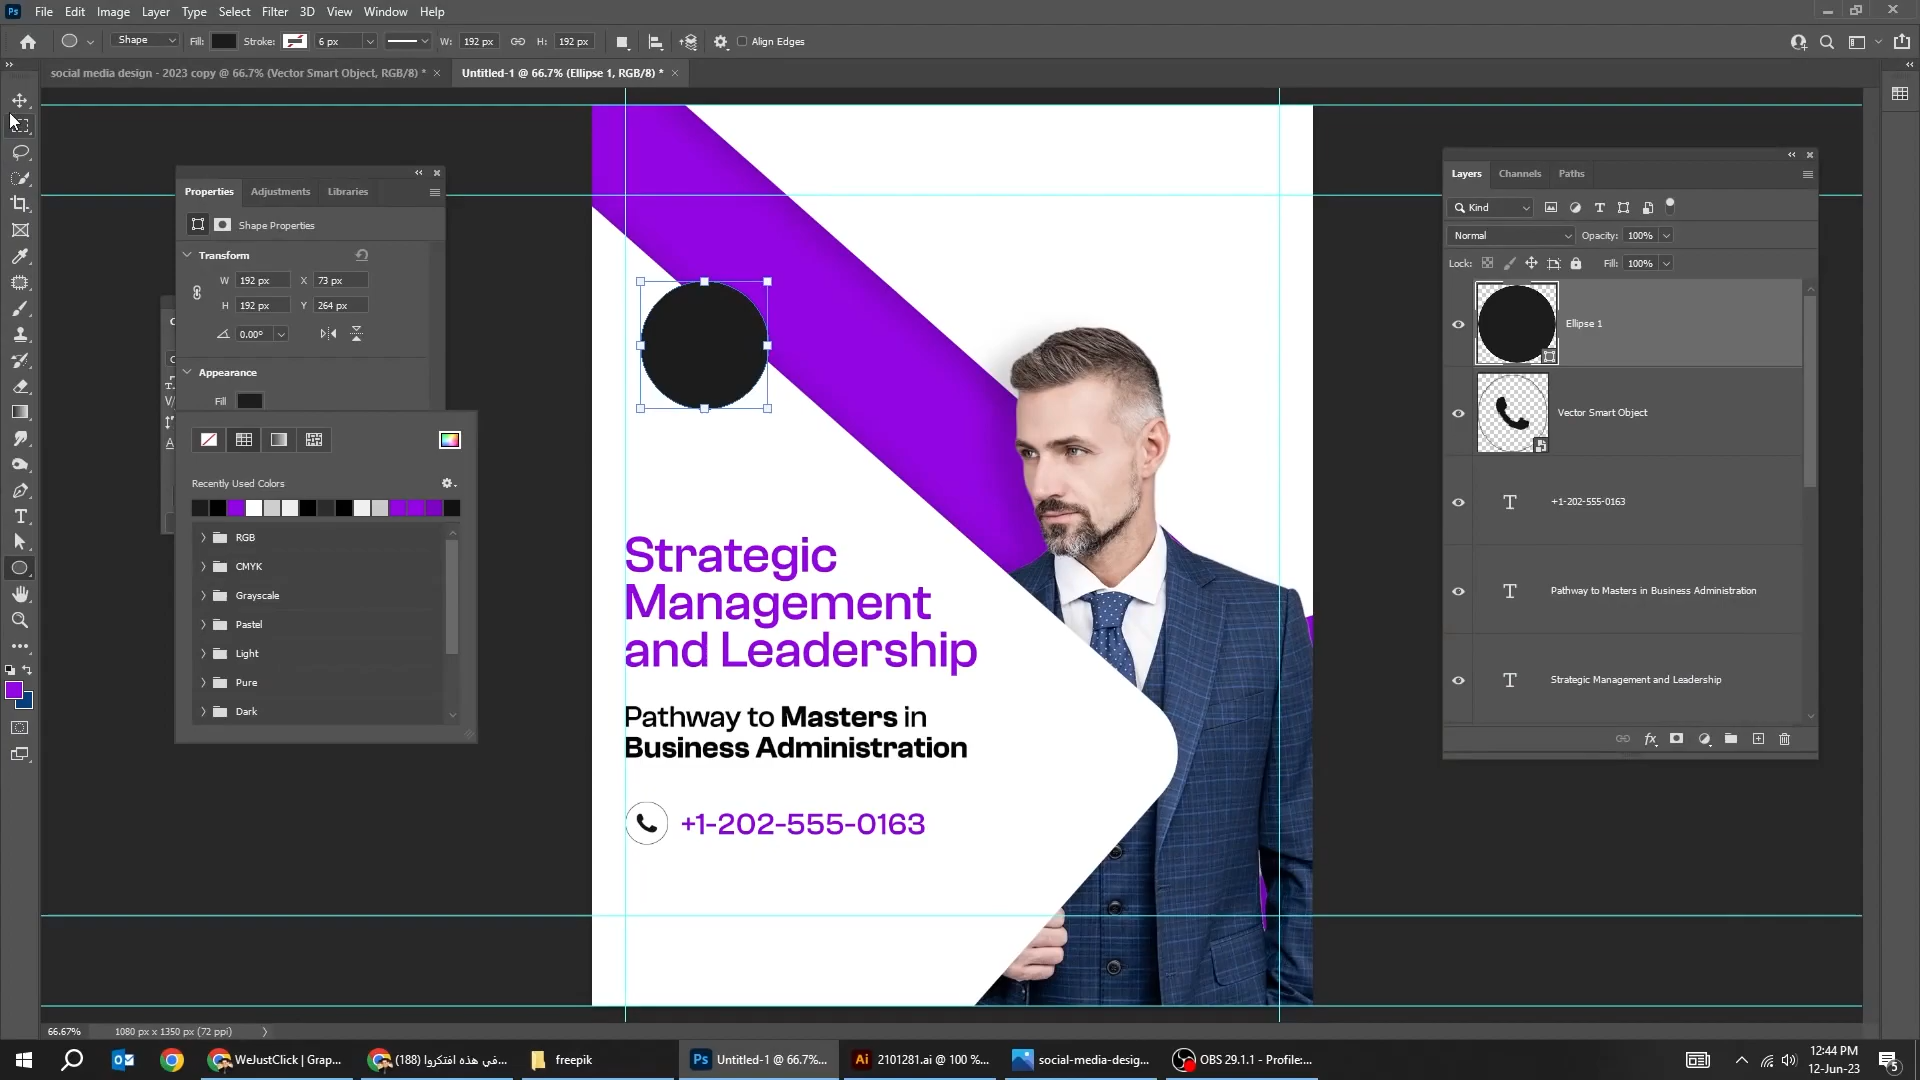 Ps File Edit Image Layer Type Select Filter 3D View Window Help
Shape Fill: Stroke: 6 px W: 192 px H: 192 px Align Edges
social media design - 2023 copy @ 66.7% (Vector Smart Object, RGB/8) *
Untitled-1 @ 66.7% (Ellipse 1, RGB/8) *
Properties Adjustments Libraries
Shape Properties
Transform
W 192 px X 73 px
H 192 px Y 264 px
0.00°
Appearance
Fill
Recently Used Colors
RGB
CMYK
Grayscale
Pastel
Light
Pure
Dark
Strategic
Management
and Leadership
Pathway to Masters in
Business Administration
+1-202-555-0163
Layers Channels Paths
Kind
Normal Opacity: 100%
Lock: Fill: 100%
Ellipse 1
Vector Smart Object
+1-202-555-0163
Pathway to Masters in Business Administration
Strategic Management and Leadership
fx
66.67% 1080 px x 1350 px (72 ppi)
WeJustClick | Grap...
(188) في هذه افتكروا...
freepik
Ps Untitled-1 @ 66.7%...
Ai 2101281.ai @ 100 %...
social-media-desig...
OBS 29.1.1 - Profile:...
12:44 PM
12-Jun-23
5